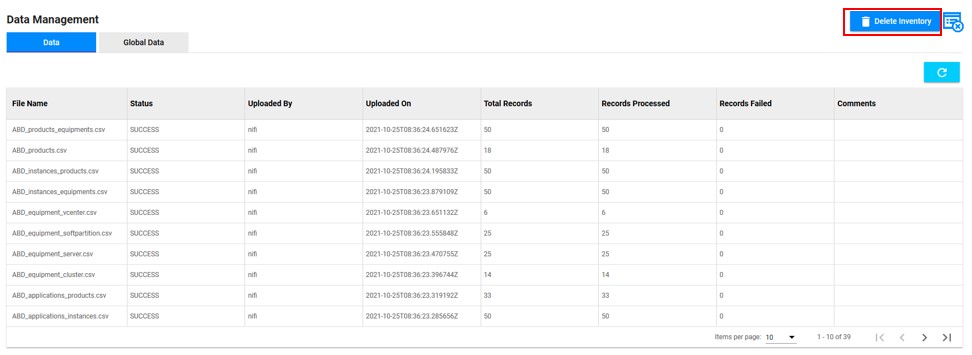 Data Management
Delete Inventory
Data Global Data
File Name Status Uploaded By Uploaded On Total Records Records Processed Records Failed Comments
ABD_products_equipments.csv SUCCESS nifi 2021-10-25T08:36:24.651623Z 50 50 0
ABD_products.csv SUCCESS nifi 2021-10-25T08:36:24.487976Z 18 18 0
ABD_instances_products.csv SUCCESS nifi 2021-10-25T08:36:24.195833Z 50 50 0
ABD_instances_equipments.csv SUCCESS nifi 2021-10-25T08:36:23.879109Z 50 50 0
ABD_equipment_vcenter.csv SUCCESS nifi 2021-10-25T08:36:23.651132Z 6 6 0
ABD_equipment_softpartition.csv SUCCESS nifi 2021-10-25T08:36:23.555848Z 25 25 0
ABD_equipment_server.csv SUCCESS nifi 2021-10-25T08:36:23.470755Z 25 25 0
ABD_equipment_cluster.csv SUCCESS nifi 2021-10-25T08:36:23.396744Z 14 14 0
ABD_applications_products.csv SUCCESS nifi 2021-10-25T08:36:23.319192Z 33 33 0
ABD_applications_instances.csv SUCCESS nifi 2021-10-25T08:36:23.285656Z 50 50 0
Items per page: 10 1 - 10 of 39